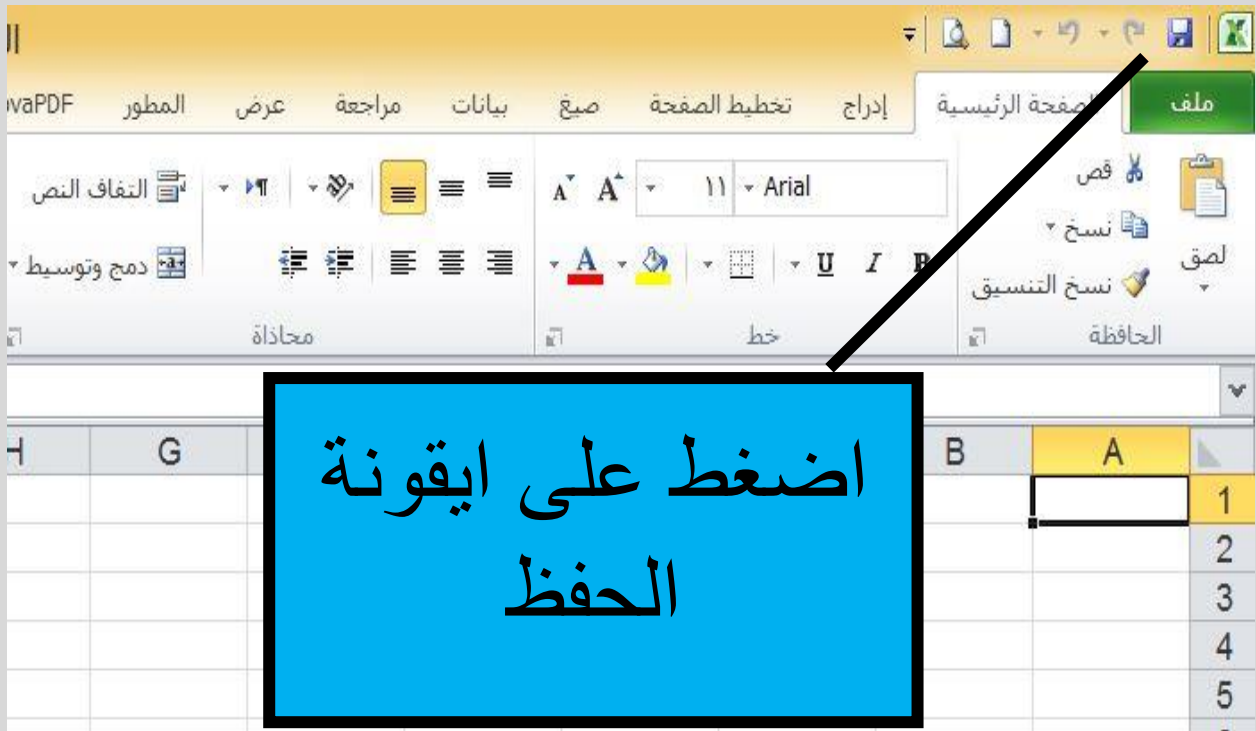 ملف الصفحة الرئيسية إدراج تخطيط الصفحة صيغ بيانات مراجعة عرض المطور
لصق
قص
نسخ
نسخ التنسيق
الحافظة
Arial ١١ A A
B I U A
خط
التفاف النص
دمج وتوسيط
محاذاة
A B G H
1
2
3
4
5
اضغط على ايقونة
الحفظ